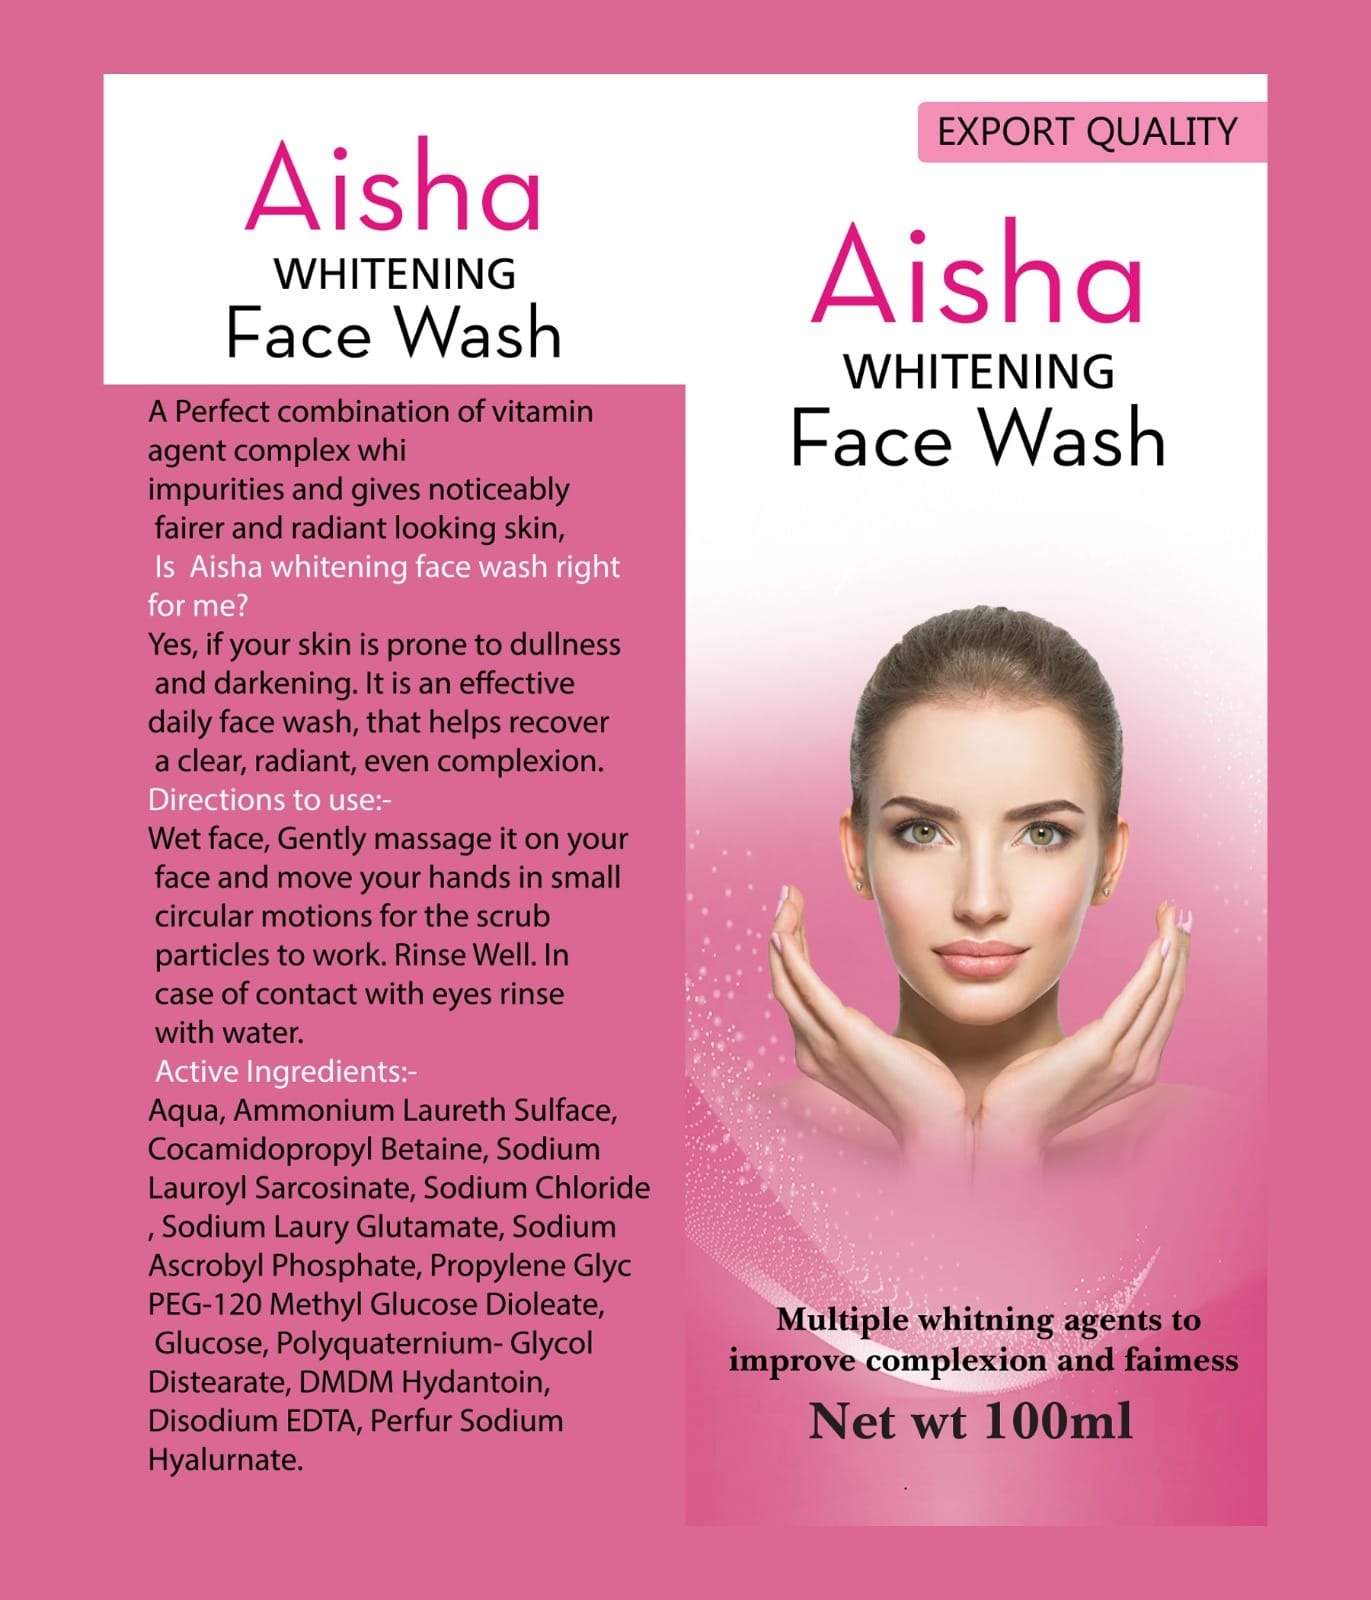 Aisha
WHITENING
Face Wash
A Perfect combination of vitamin
agent complex whi
impurities and gives noticeably
fairer and radiant looking skin,
Is Aisha whitening face wash right
for me?
Yes, if your skin is prone to dullness
and darkening. It is an effective
daily face wash, that helps recover
a clear, radiant, even complexion.
Directions to use:-
Wet face, Gently massage it on your
face and move your hands in small
circular motions for the scrub
particles to work. Rinse Well. In
case of contact with eyes rinse
with water.
Active Ingredients:-
Aqua, Ammonium Laureth Sulface,
Cocamidopropyl Betaine, Sodium
Lauroyl Sarcosinate, Sodium Chloride
, Sodium Laury Glutamate, Sodium
Ascrobyl Phosphate, Propylene Glyc
PEG-120 Methyl Glucose Dioleate,
Glucose, Polyquaternium- Glycol
Distearate, DMDM Hydantoin,
Disodium EDTA, Perfur Sodium
Hyalurnate.
EXPORT QUALITY
Aisha
WHITENING
Face Wash
Multiple whitning agents to
improve complexion and faimess
Net wt 100ml